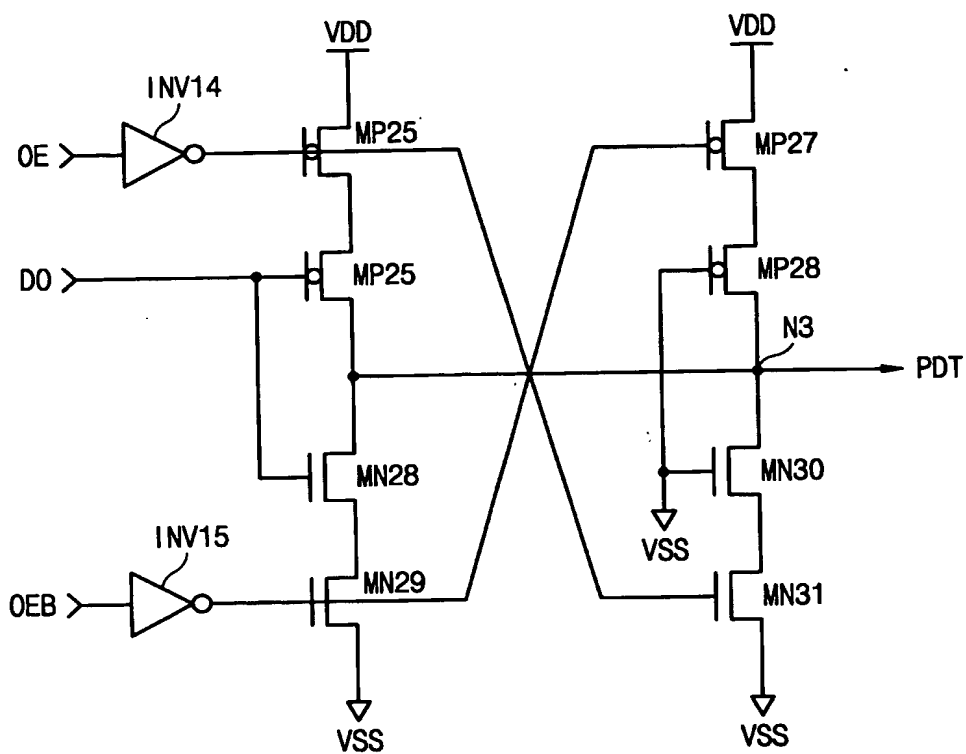 VDD
VDD
INV14
MP25
OE
MP27
DO
MP25
MP28
N3
PDT
MN28
MN30
VSS
INV15
MN29
MN31
OEB
VSS
VSS